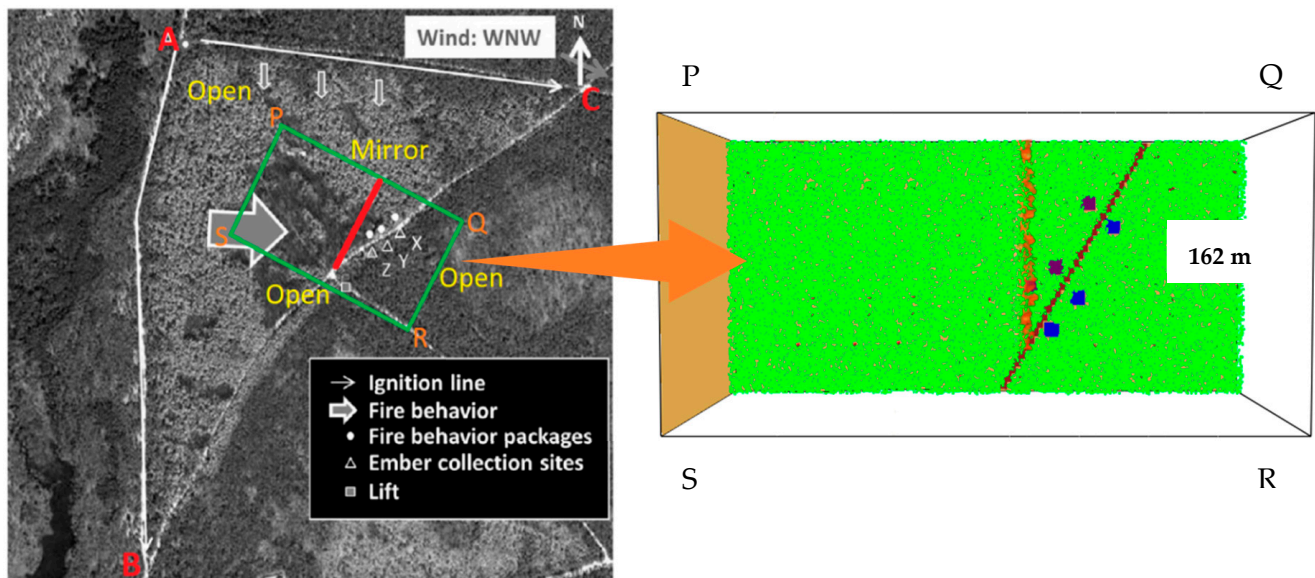 A
Wind: WNW
N
C
Open
P
Mirror
S
Q
X
Y
Z
Open
Open
R
Ignition line
Fire behavior
Fire behavior packages
Ember collection sites
Lift
B
P
Q
162 m
S
R